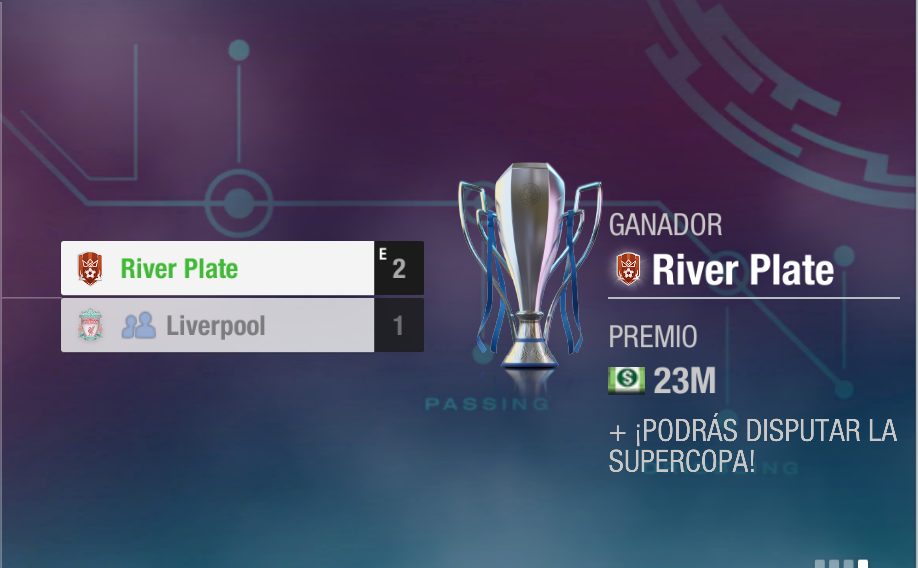 River Plate
E
2
Liverpool
1
GANADOR
River Plate
PREMIO
$ 23M
+ ¡PODRÁS DISPUTAR LA
SUPERCOPA!
PASSING